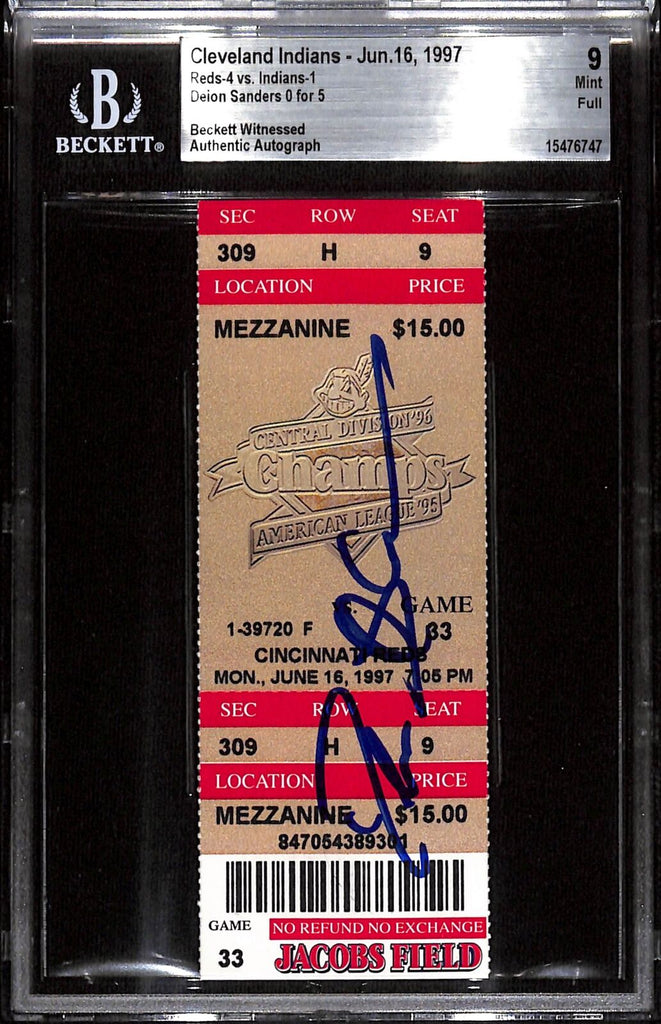 B
BECKETT®
Cleveland Indians - Jun.16, 1997
Reds-4 vs. Indians-1
Deion Sanders 0 for 5
Beckett Witnessed
Authentic Autograph
9
Mint
Full
15476747
SEC ROW SEAT
309 H 9
LOCATION PRICE
MEZZANINE $15.00
CENTRAL DIVISION '96
Champs
AMERICAN LEAGUE '95
vs. GAME
1-39720 F 33
CINCINNATI REDS
MON., JUNE 16, 1997 7:05 PM
SEC ROW SEAT
309 H 9
LOCATION PRICE
MEZZANINE $15.00
847054389301
GAME NO REFUND NO EXCHANGE
33 JACOBS FIELD